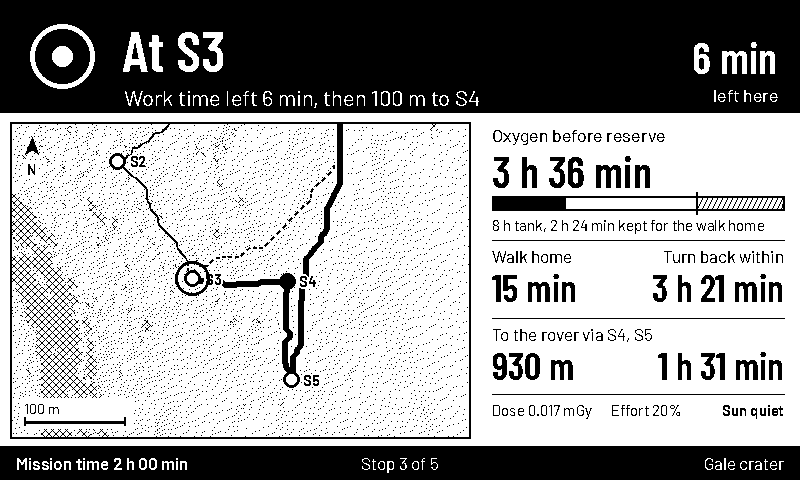 At S3
Work time left 6 min, then 100 m to S4
6 min
left here
N
S2
S3
S4
S5
100 m
Oxygen before reserve
3 h 36 min
8 h tank, 2 h 24 min kept for the walk home
Walk home
Turn back within
15 min
3 h 21 min
To the rover via S4, S5
930 m
1 h 31 min
Dose 0.017 mGy
Effort 20%
Sun quiet
Mission time 2 h 00 min
Stop 3 of 5
Gale crater